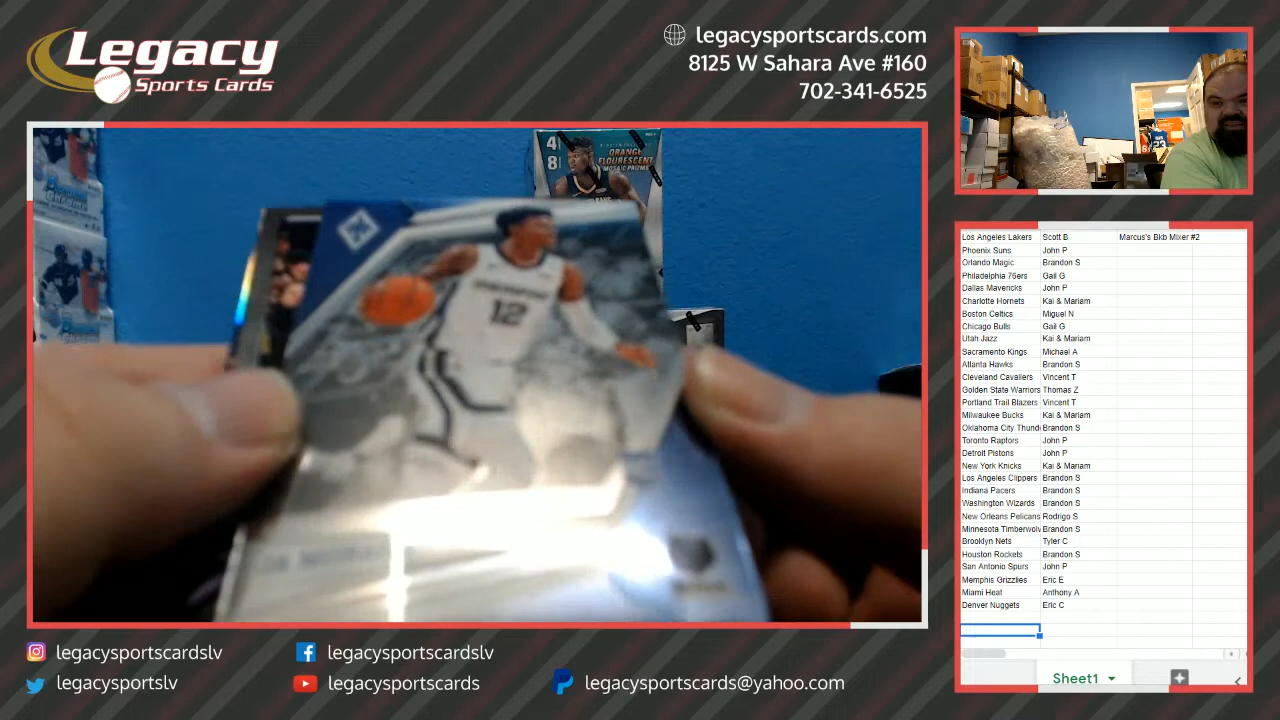 Legacy
Sports Cards
legacysportscards.com
8125 W Sahara Ave #160
702-341-6525
ORANGE
FLOURESCENT
MOSAIC PRIZMS
12
23
Los Angeles Lakers Scott B Marcus's Bkb Mixer #2
Phoenix Suns John P
Orlando Magic Brandon S
Philadelphia 76ers Gail G
Dallas Mavericks John P
Charlotte Hornets Kai & Mariam
Boston Celtics Miguel N
Chicago Bulls Gail G
Utah Jazz Kai & Mariam
Sacramento Kings Michael A
Atlanta Hawks Brandon S
Cleveland Cavaliers Vincent T
Golden State Warriors Thomas Z
Portland Trail Blazers Vincent T
Milwaukee Bucks Kai & Mariam
Oklahoma City Thund Brandon S
Toronto Raptors John P
Detroit Pistons John P
New York Knicks Kai & Mariam
Los Angeles Clippers Brandon S
Indiana Pacers Brandon S
Washington Wizards Brandon S
New Orleans Pelicans Rodrigo S
Minnesota Timberwolv Brandon S
Brooklyn Nets Tyler C
Houston Rockets Brandon S
San Antonio Spurs John P
Memphis Grizzlies Eric E
Miami Heat Anthony A
Denver Nuggets Eric C
Sheet1
legacysportscardslv
legacysportscardslv
legacysportslv
legacysportscards
legacysportscards@yahoo.com